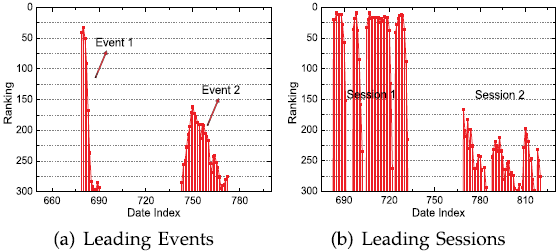 0
50
100
150
200
250
300
Ranking
Event 1
Event 2
660
690
720
750
780
Date Index
(a) Leading Events
0
50
100
150
200
250
300
Ranking
Session 1
Session 2
690
720
750
780
810
Date Index
(b) Leading Sessions